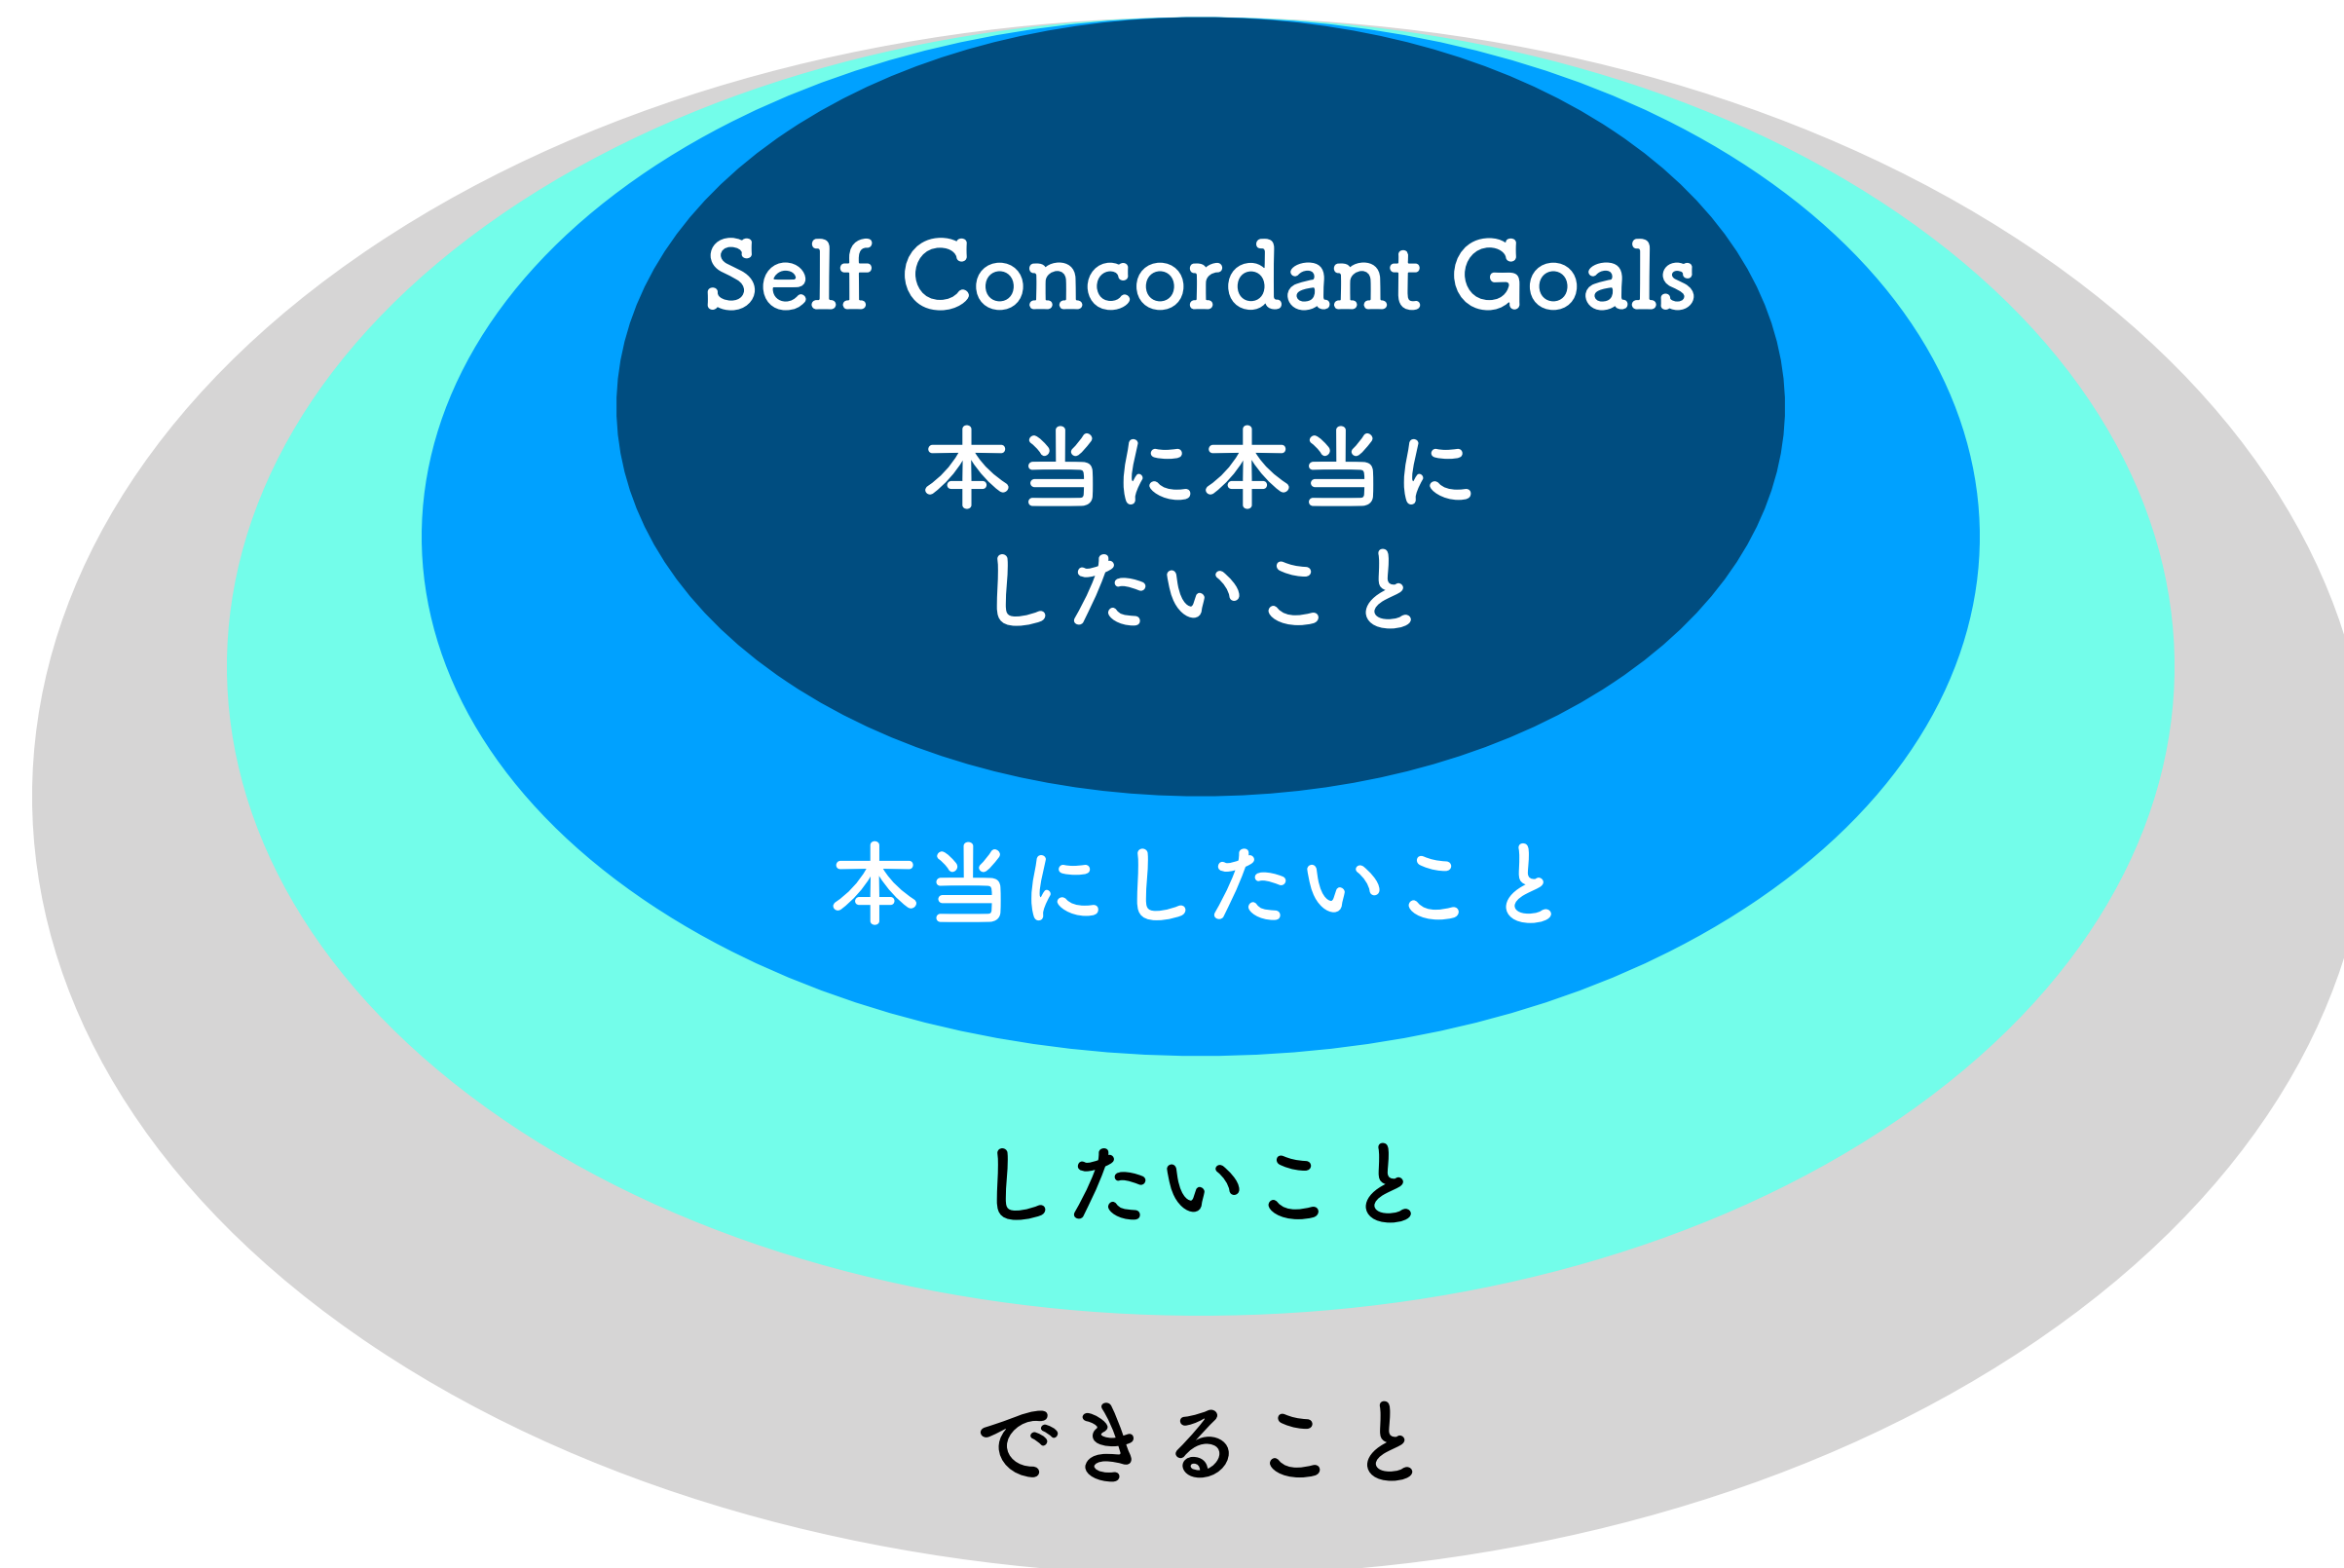 Self Concordant Goals
本当に本当に
したいこと
本当にしたいこと
したいこと
できること